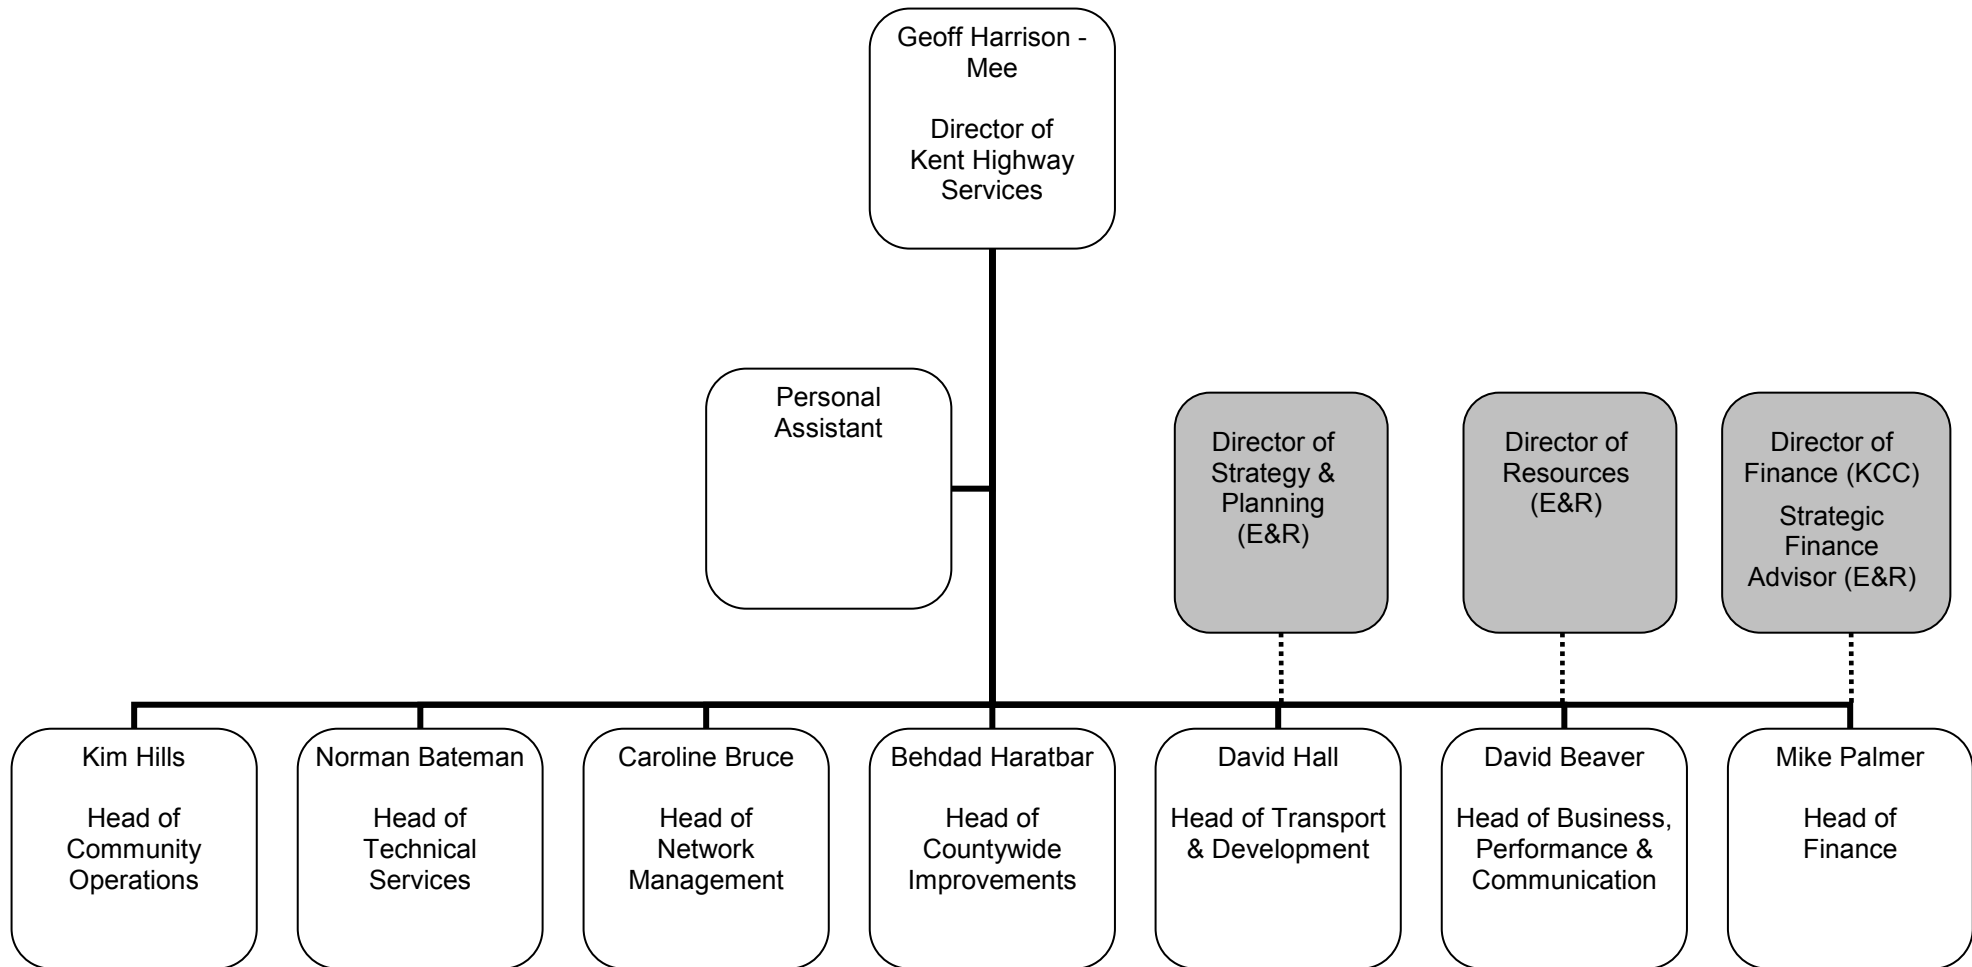 Geoff Harrison -
Mee
Director of
Kent Highway
Services
Personal
Assistant
Director of
Strategy &
Planning
(E&R)
Director of
Resources
(E&R)
Director of
Finance (KCC)
Strategic
Finance
Advisor (E&R)
Kim Hills
Head of
Community
Operations
Norman Bateman
Head of
Technical
Services
Caroline Bruce
Head of
Network
Management
Behdad Haratbar
Head of
Countywide
Improvements
David Hall
Head of Transport
& Development
David Beaver
Head of Business,
Performance &
Communication
Mike Palmer
Head of
Finance